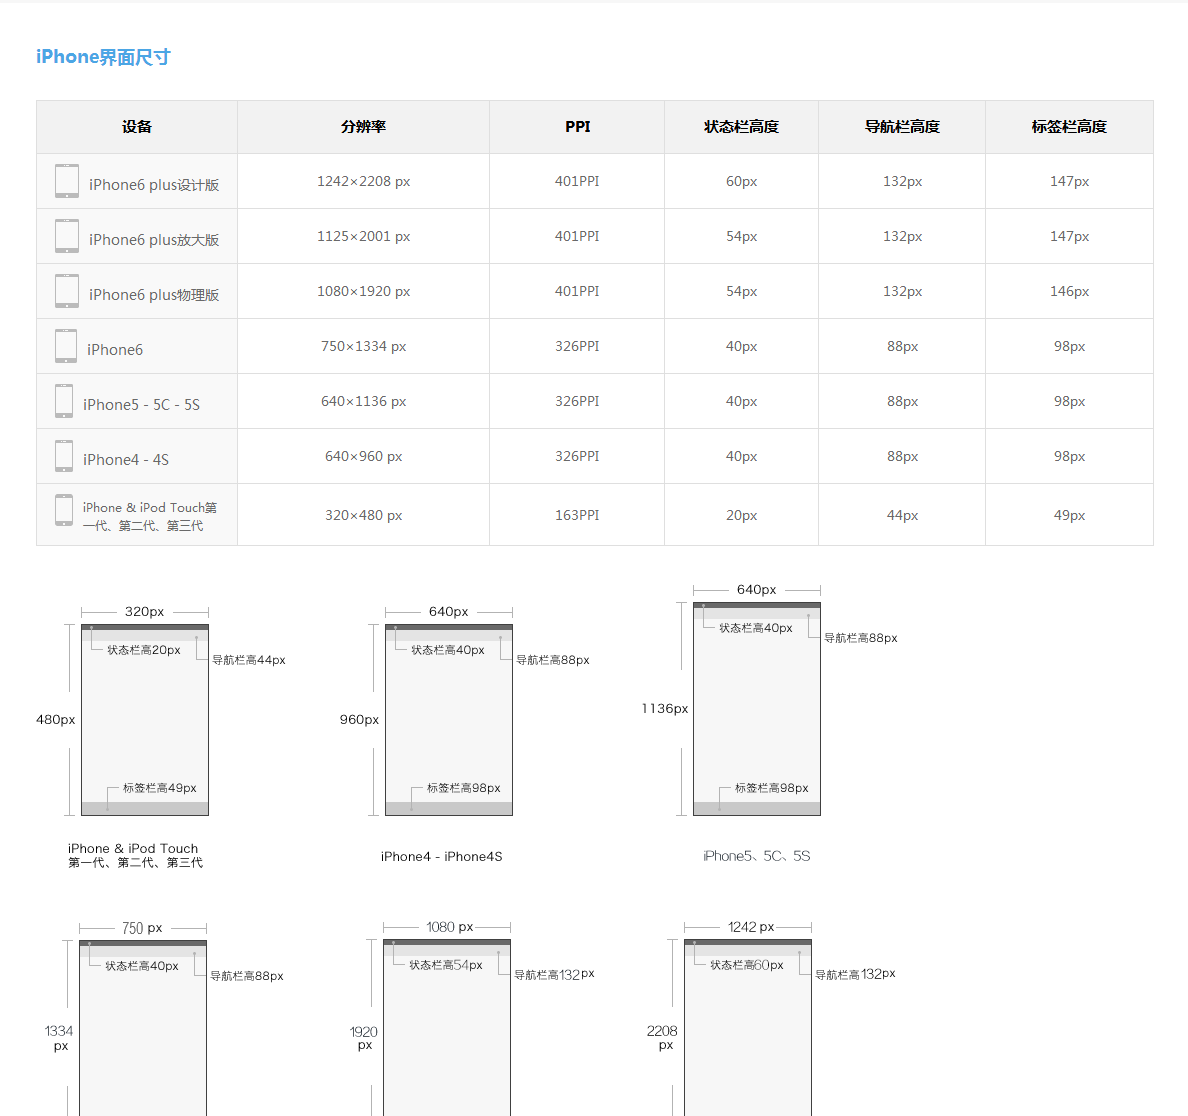 iPhone界面尺寸
设备 分辨率 PPI 状态栏高度 导航栏高度 标签栏高度
iPhone6 plus设计版 1242×2208 px 401PPI 60px 132px 147px
iPhone6 plus放大版 1125×2001 px 401PPI 54px 132px 147px
iPhone6 plus物理版 1080×1920 px 401PPI 54px 132px 146px
iPhone6 750×1334 px 326PPI 40px 88px 98px
iPhone5 - 5C - 5S 640×1136 px 326PPI 40px 88px 98px
iPhone4 - 4S 640×960 px 326PPI 40px 88px 98px
iPhone & iPod Touch第
一代、第二代、第三代 320×480 px 163PPI 20px 44px 49px
320px
状态栏高20px
导航栏高44px
480px
标签栏高49px
iPhone & iPod Touch
第一代、第二代、第三代
640px
状态栏高40px
导航栏高88px
960px
标签栏高98px
iPhone4 - iPhone4S
640px
状态栏高40px
导航栏高88px
1136px
标签栏高98px
iPhone5、5C、5S
750 px
状态栏高40px
导航栏高88px
1334
px
1080 px
状态栏高54px
导航栏高132px
1920
px
1242 px
状态栏高60px
导航栏高132px
2208
px